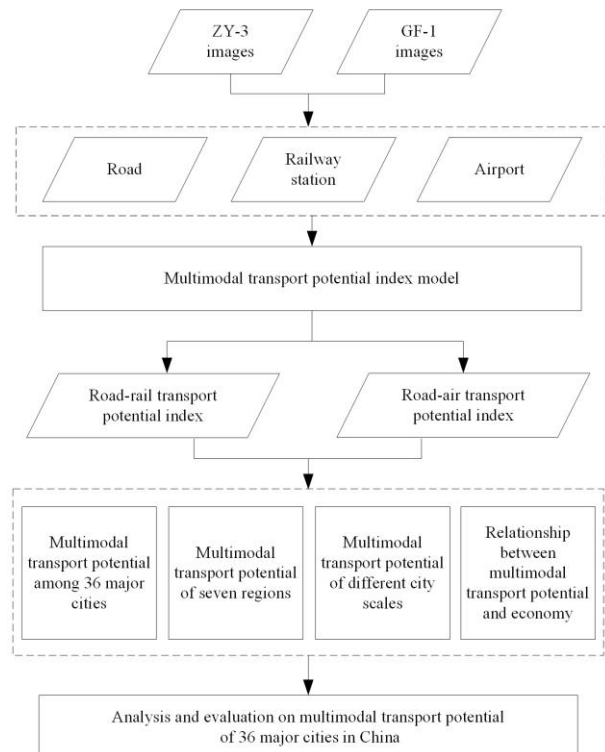 ZY-3
images
GF-1
images
Road
Railway
station
Airport
Multimodal transport potential index model
Road-rail transport
potential index
Road-air transport
potential index
Multimodal
transport potential
among 36 major
cities
Multimodal
transport potential
of seven regions
Multimodal
transport potential
of different city
scales
Relationship
between
multimodal
transport potential
and economy
Analysis and evaluation on multimodal transport potential
of 36 major cities in China